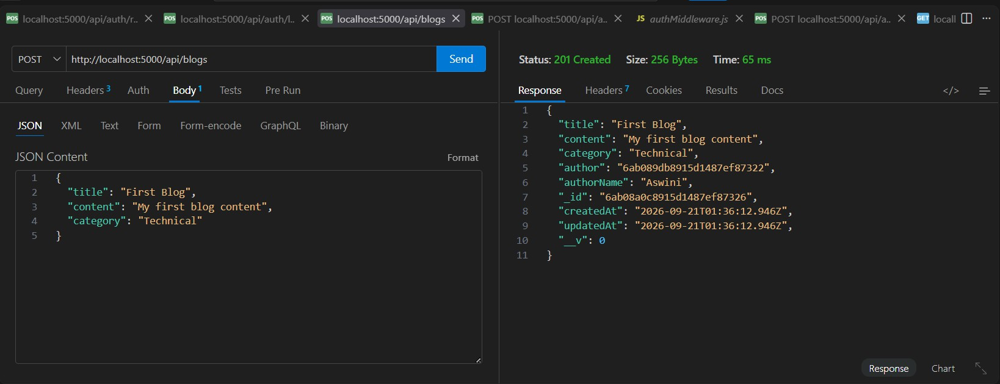 POS localhost:5000/api/auth/r.. POS localhost:5000/api/auth/l.. POS localhost:5000/api/blogs POS POST localhost:5000/api/a.. JS authMiddleware.js POS POST localhost:5000/api/a.. GET locall
POST http://localhost:5000/api/blogs Send
Query Headers 3 Auth Body 1 Tests Pre Run
JSON XML Text Form Form-encode GraphQL Binary
JSON Content Format
1 {
2 "title": "First Blog",
3 "content": "My first blog content",
4 "category": "Technical"
5 }
Status: 201 Created Size: 256 Bytes Time: 65 ms
Response Headers 7 Cookies Results Docs </>
1 {
2 "title": "First Blog",
3 "content": "My first blog content",
4 "category": "Technical",
5 "author": "6ab089db8915d1487ef87322",
6 "authorName": "Aswini",
7 "_id": "6ab08a0c8915d1487ef87326",
8 "createdAt": "2026-09-21T01:36:12.946Z",
9 "updatedAt": "2026-09-21T01:36:12.946Z",
10 "__v": 0
11 }
Response Chart